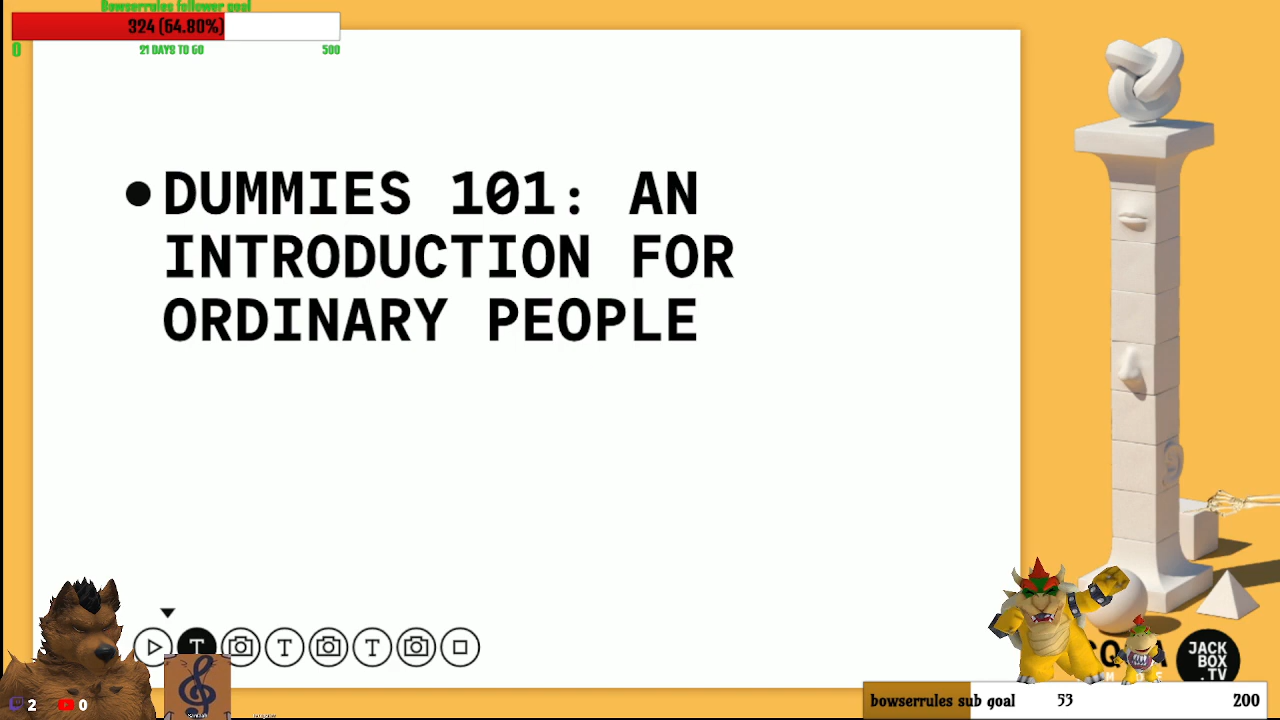 Bowserrules follower goal
324 (64.80%)
0
21 DAYS TO GO
500
• DUMMIES 101: AN
INTRODUCTION FOR
ORDINARY PEOPLE
T
T
T
JACK
BOX
.TV
2
0
bowserrules sub goal
53
200